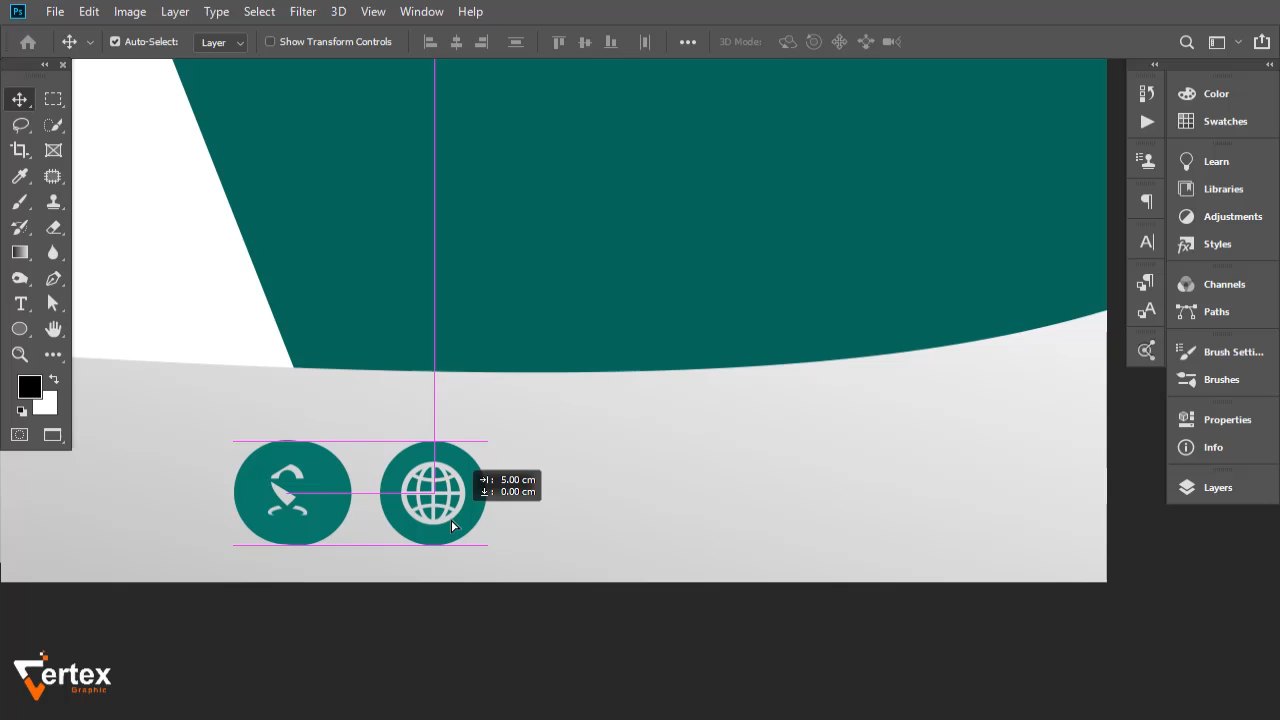 Ps File Edit Image Layer Type Select Filter 3D View Window Help
Auto-Select: Layer Show Transform Controls 3D Mode:
Color
Swatches
Learn
Libraries
Adjustments
Styles
Channels
Paths
Brush Setti...
Brushes
Properties
Info
Layers
5.00 cm
0.00 cm
Vertex
Graphic